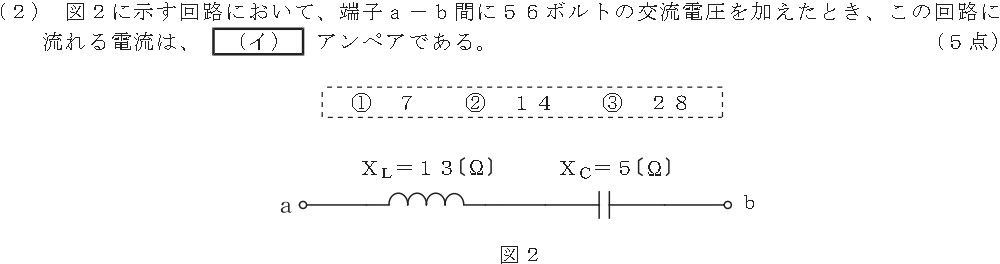 (2) 図2に示す回路において、端子a-b間に56ボルトの交流電圧を加えたとき、この回路に
流れる電流は、 (イ) アンペアである。 (5点)
① 7 ② 14 ③ 28
XL=13〔Ω〕 XC=5〔Ω〕
a b
図2